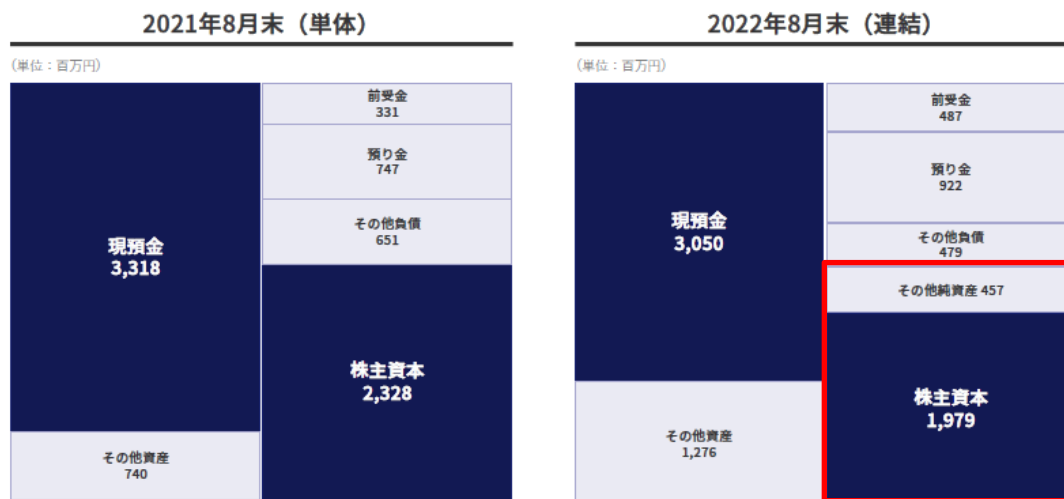 2021年8月末（単体）
（単位：百万円）
現預金
3,318
その他資産
740
前受金
331
預り金
747
その他負債
651
株主資本
2,328
2022年8月末（連結）
（単位：百万円）
現預金
3,050
その他資産
1,276
前受金
487
預り金
922
その他負債
479
その他純資産 457
株主資本
1,979